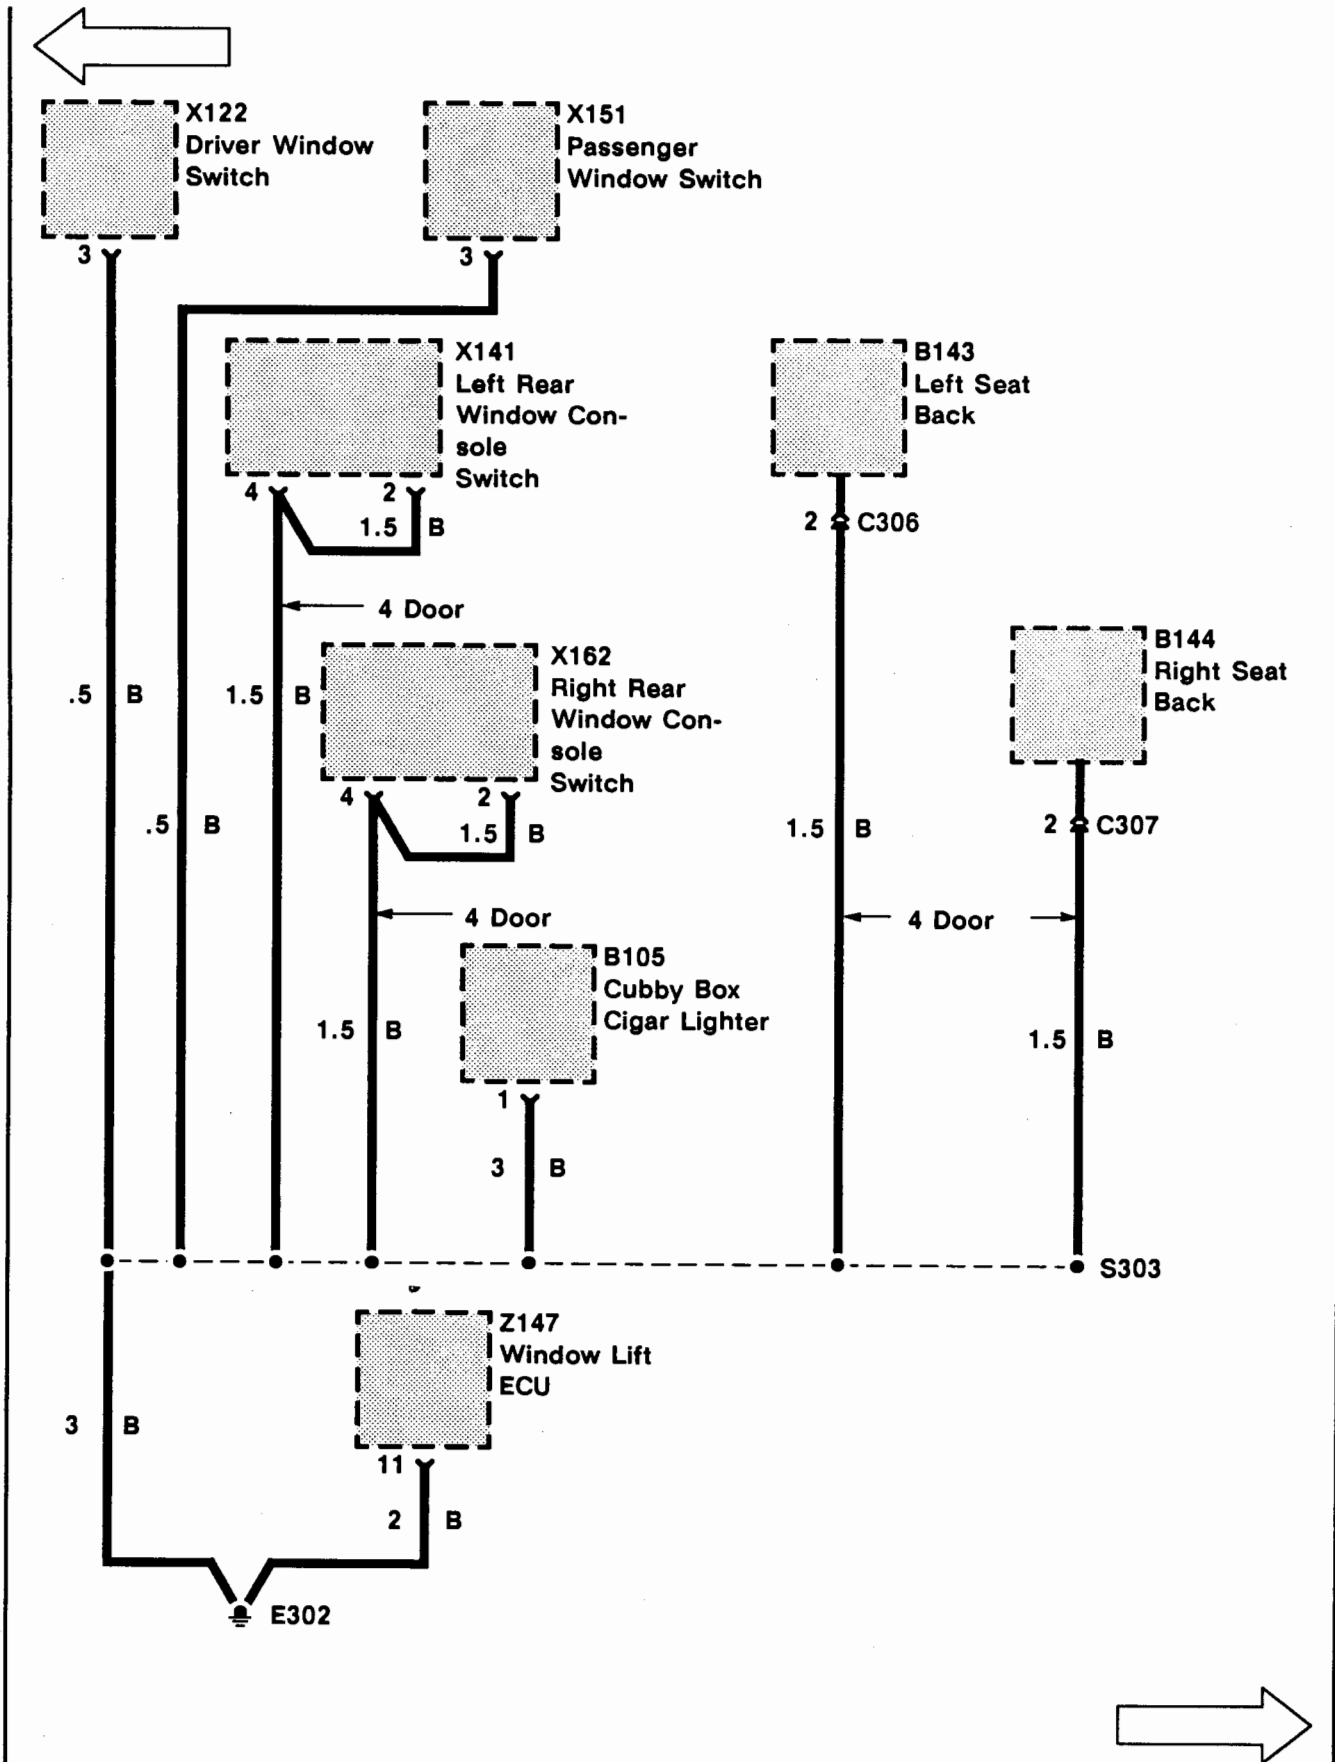 X122
Driver Window
Switch
3
X151
Passenger
Window Switch
3
X141
Left Rear
Window Con-
sole
Switch
4
2
1.5 B
4 Door
B143
Left Seat
Back
2 C306
X162
Right Rear
Window Con-
sole
Switch
4
2
1.5 B
4 Door
B144
Right Seat
Back
2 C307
.5 B
1.5 B
.5 B
1.5 B
4 Door
B105
Cubby Box
Cigar Lighter
1
1.5 B
1.5 B
3 B
S303
Z147
Window Lift
ECU
11
3 B
2 B
E302